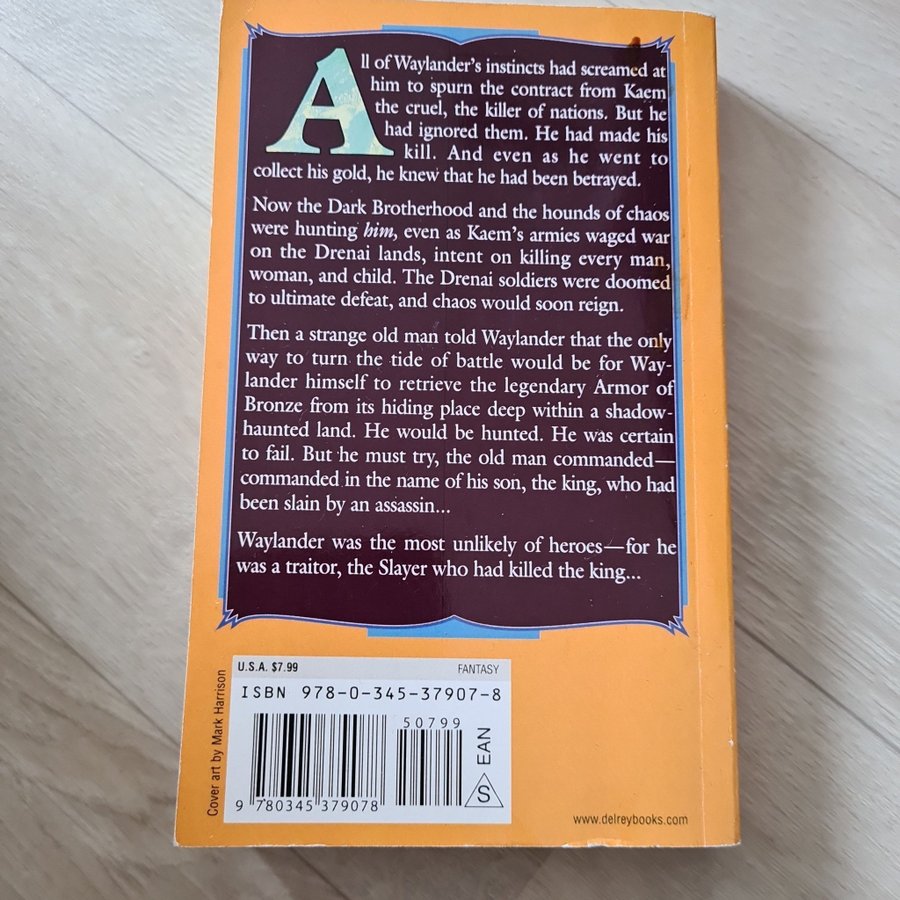 All of Waylander's instincts had screamed at
him to spurn the contract from Kaem
the cruel, the killer of nations. But he
had ignored them. He had made his
kill. And even as he went to
collect his gold, he knew that he had been betrayed.
Now the Dark Brotherhood and the hounds of chaos
were hunting him, even as Kaem's armies waged war
on the Drenai lands, intent on killing every man,
woman, and child. The Drenai soldiers were doomed
to ultimate defeat, and chaos would soon reign.
Then a strange old man told Waylander that the only
way to turn the tide of battle would be for Way-
lander himself to retrieve the legendary Armor of
Bronze from its hiding place deep within a shadow-
haunted land. He would be hunted. He was certain
to fail. But he must try, the old man commanded—
commanded in the name of his son, the king, who had
been slain by an assassin...
Waylander was the most unlikely of heroes—for he
was a traitor, the Slayer who had killed the king...
Cover art by Mark Harrison
U.S.A. $7.99 FANTASY
ISBN 978-0-345-37907-8
50799
EAN
S
9 780345 379078
www.delreybooks.com